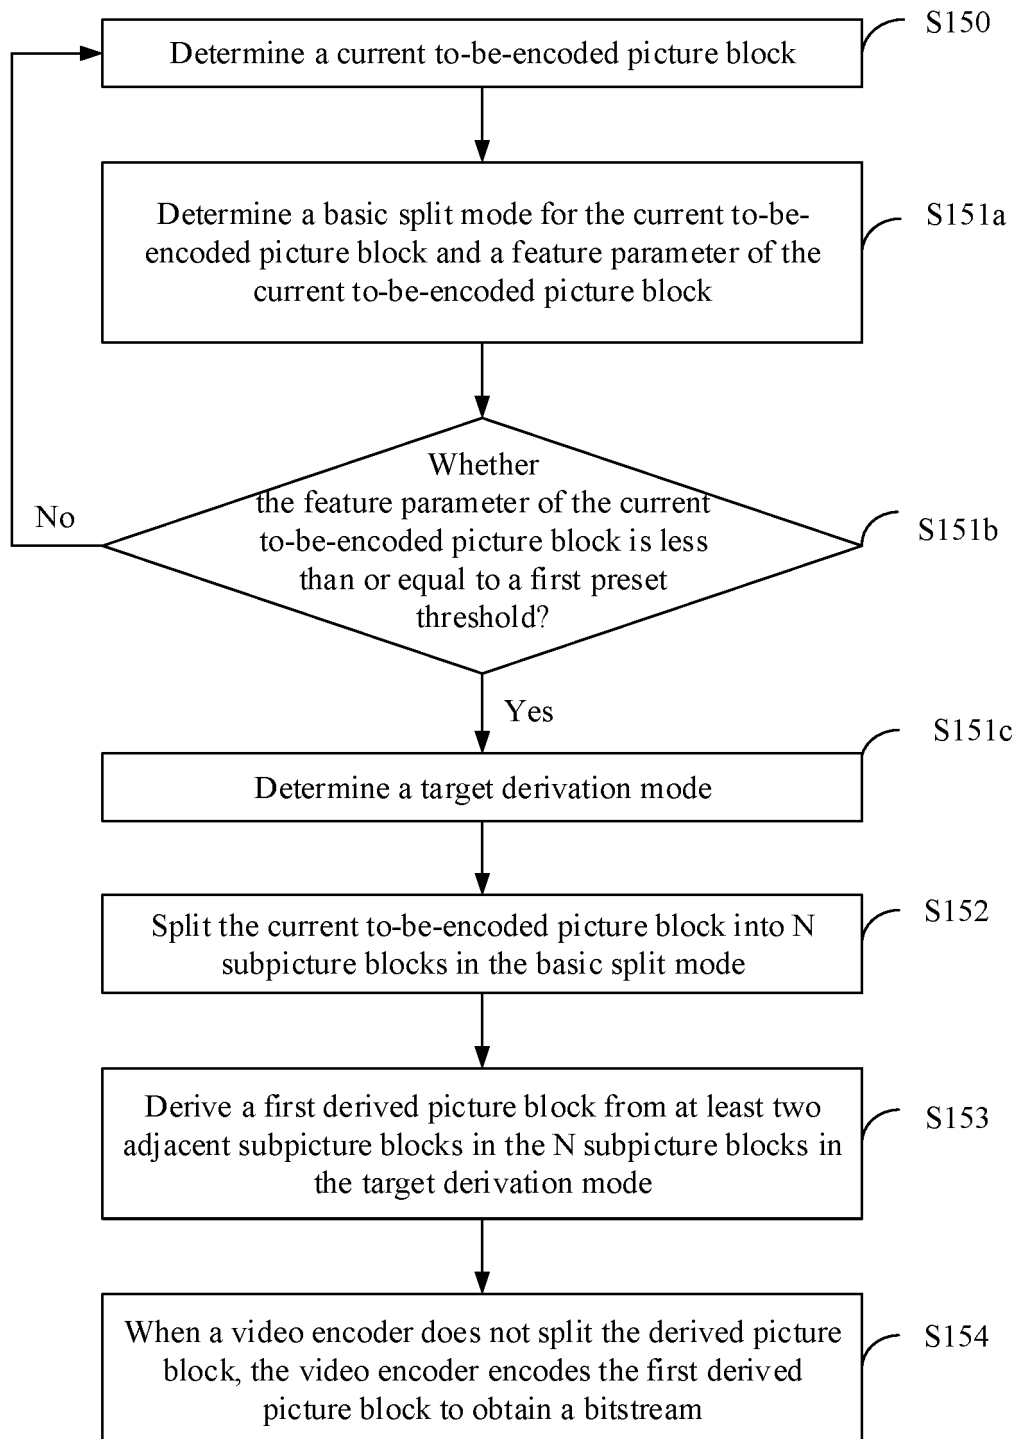 Determine a current to-be-encoded picture block
S150
Determine a basic split mode for the current to-be-
encoded picture block and a feature parameter of the
current to-be-encoded picture block
S151a
Whether
the feature parameter of the current
to-be-encoded picture block is less
than or equal to a first preset
threshold?
No
S151b
Yes
Determine a target derivation mode
S151c
Split the current to-be-encoded picture block into N
subpicture blocks in the basic split mode
S152
Derive a first derived picture block from at least two
adjacent subpicture blocks in the N subpicture blocks in
the target derivation mode
S153
When a video encoder does not split the derived picture
block, the video encoder encodes the first derived
picture block to obtain a bitstream
S154